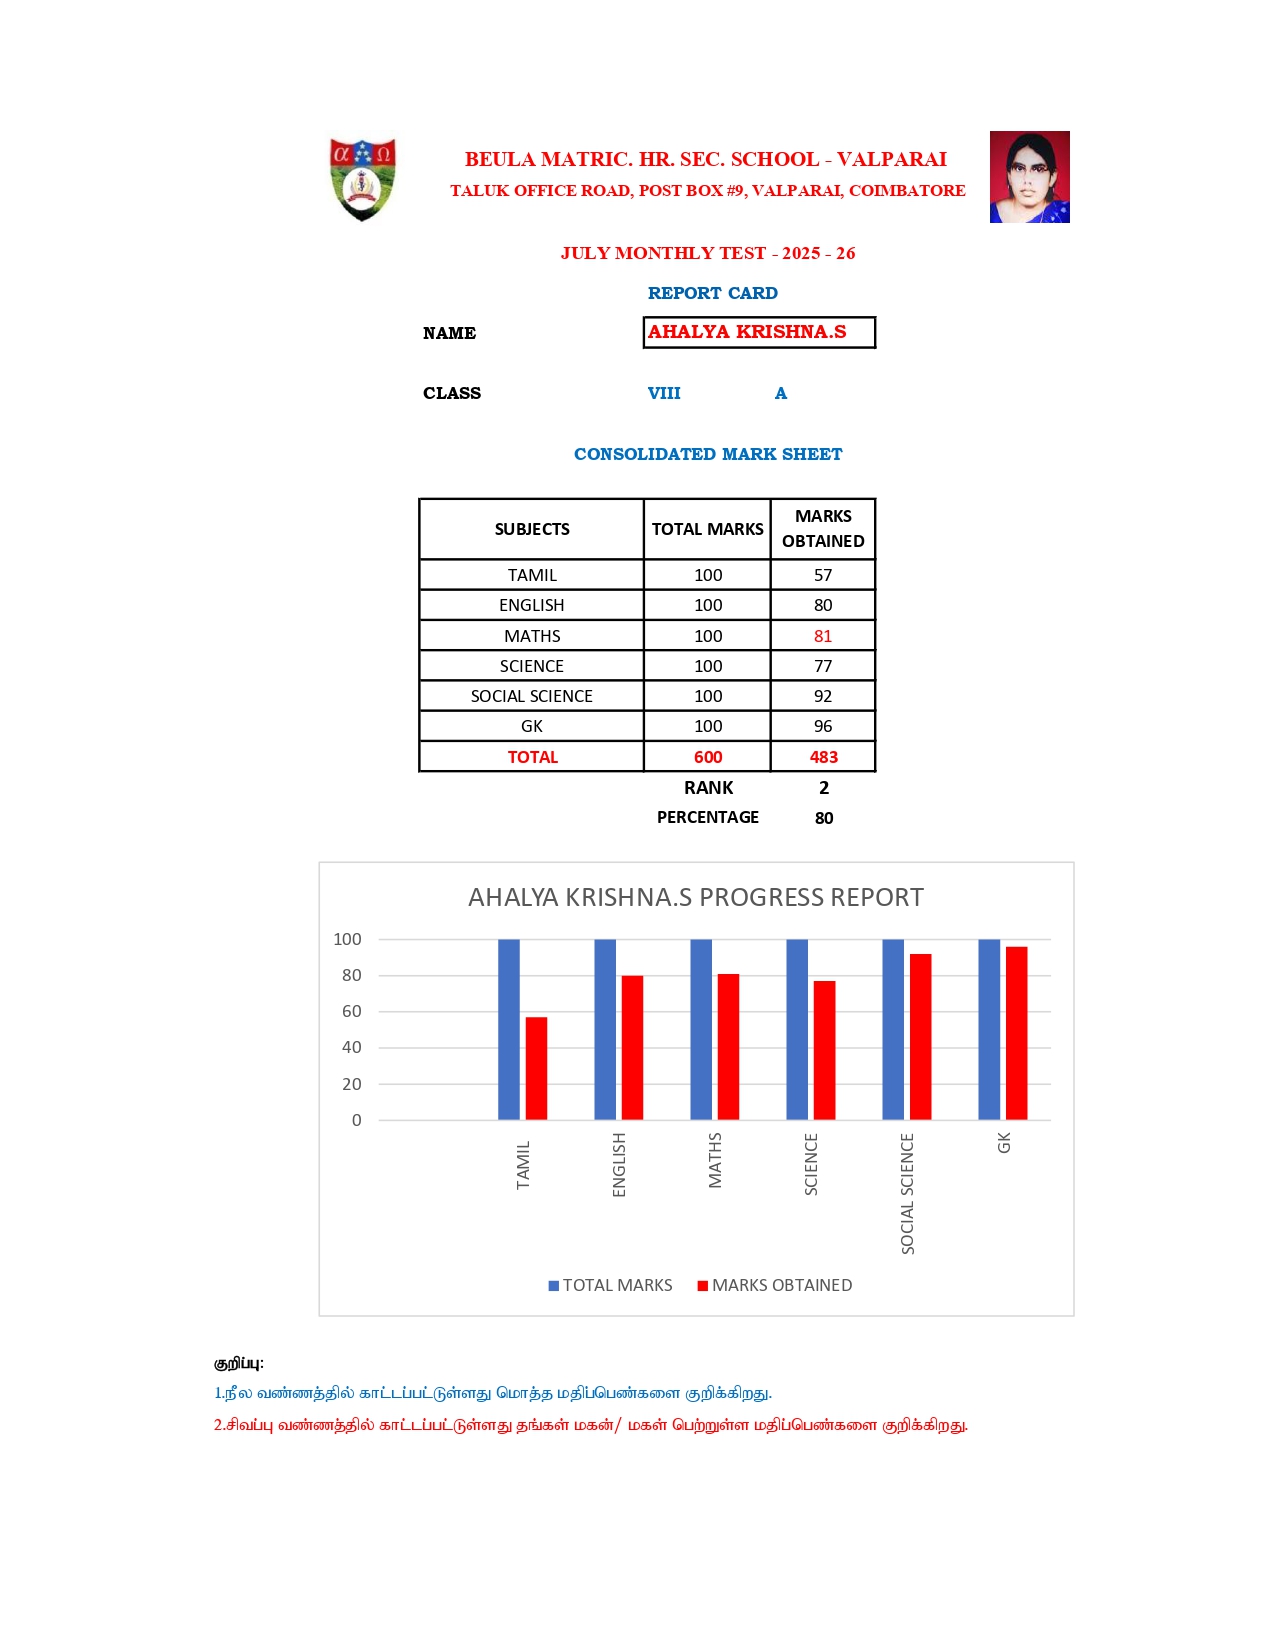 α Ω
BEULA MATRIC. HR. SEC. SCHOOL - VALPARAI
TALUK OFFICE ROAD, POST BOX #9, VALPARAI, COIMBATORE
JULY MONTHLY TEST - 2025 - 26
REPORT CARD
NAME AHALYA KRISHNA.S
CLASS VIII A
CONSOLIDATED MARK SHEET
SUBJECTS TOTAL MARKS MARKS OBTAINED
TAMIL 100 57
ENGLISH 100 80
MATHS 100 81
SCIENCE 100 77
SOCIAL SCIENCE 100 92
GK 100 96
TOTAL 600 483
RANK 2
PERCENTAGE 80
AHALYA KRISHNA.S PROGRESS REPORT
100
80
60
40
20
0
TAMIL ENGLISH MATHS SCIENCE SOCIAL SCIENCE GK
TOTAL MARKS MARKS OBTAINED
குறிப்பு:
1.நீல வண்ணத்தில் காட்டப்பட்டுள்ளது மொத்த மதிப்பெண்களை குறிக்கிறது.
2.சிவப்பு வண்ணத்தில் காட்டப்பட்டுள்ளது தங்கள் மகன்/ மகள் பெற்றுள்ள மதிப்பெண்களை குறிக்கிறது.